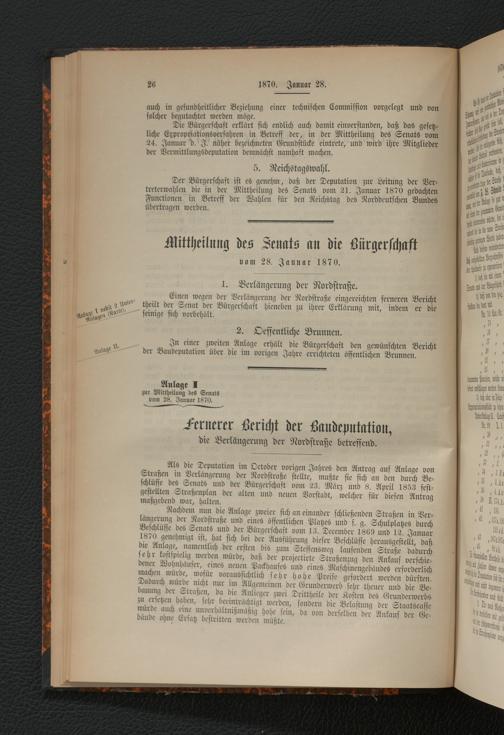 26
1870. Januar 28.
auch in gesundheitlicher Beziehung einer technischen Commission vorgelegt und von
solcher begutachtet werden möge.
Die Bürgerschaft erklärt sich endlich auch damit einverstanden, daß das gesetz-
liche Expropriationsverfahren in Betreff der, in der Mittheilung des Senats vom
24. Januar d. J. näher bezeichneten Grundstücke eintrete, und wird ihre Mitglieder
der Vermittlungsdeputation demnächst namhaft machen.
5. Reichstagswahl.
Der Bürgerschaft ist es genehm, daß der Deputation zur Leitung der Ver-
treterwahlen die in der Mittheilung des Senats vom 21. Januar 1870 gedachten
Functionen in Betreff der Wahlen für den Reichstag des Norddeutschen Bundes
übertragen werden.
Mittheilung des Senats an die Bürgerschaft
vom 28. Januar 1870.
1. Verlängerung der Nordstraße.
Anlage I nebst 2 Unter-
Anlagen (Karte).
Einen wegen der Verlängerung der Nordstraße eingereichten ferneren Bericht
theilt der Senat der Bürgerschaft hieneben zu ihrer Erklärung mit, indem er die
seinige sich vorbehält.
2. Oeffentliche Brunnen.
Anlage II.
In einer zweiten Anlage erhält die Bürgerschaft den gewünschten Bericht
der Baudeputation über die im vorigen Jahre errichteten öffentlichen Brunnen.
Anlage I
zur Mittheilung des Senats
vom 28. Januar 1870.
Fernerer Bericht der Baudeputation,
die Verlängerung der Nordstraße betreffend.
Als die Deputation im October vorigen Jahres den Antrag auf Anlage von
Straßen in Verlängerung der Nordstraße stellte, mußte sie sich an den durch Be-
schlüsse des Senats und der Bürgerschaft vom 23. März und 8. April 1853 fest-
gestellten Straßenplan der alten und neuen Vorstadt, welcher für diesen Antrag
maßgebend war, halten.
Nachdem nun die Anlage zweier sich an einander schließenden Straßen in Ver-
längerung der Nordstraße und eines öffentlichen Platzes und s. g. Schulplatzes durch
Beschlüsse des Senats und der Bürgerschaft vom 13. December 1869 und 12. Januar
1870 genehmigt ist, hat sich bei der Ausführung dieser Beschlüsse herausgestellt, daß
die Anlage, namentlich der ersten bis zum Steffensweg laufenden Straße dadurch
sehr kostspielig werden würde, daß der projectirte Straßenzug den Ankauf verschie-
dener Wohnhäuser, eines neuen Packhauses und eines Maschinengebäudes erforderlich
machen würde, wofür voraussichtlich sehr hohe Preise gefordert werden dürften.
Dadurch würde nicht nur im Allgemeinen der Grunderwerb sehr theuer und die Be-
bauung der Straßen, da die Anlieger zwei Drittheile der Kosten des Grunderwerbs
zu ersetzen haben, sehr beeinträchtigt werden, sondern die Belastung der Staatscasse
würde auch eine unverhältnißmäßig hohe sein, da von derselben der Ankauf der Ge-
bäude ohne Ersatz bestritten werden müßte.